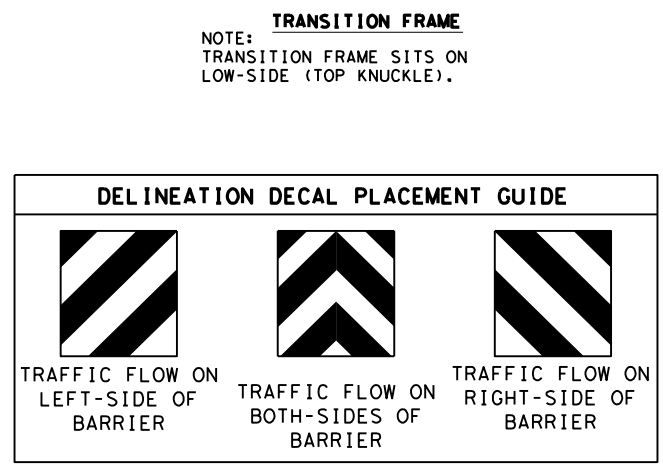 TRANSITION FRAME
NOTE:
TRANSITION FRAME SITS ON
LOW-SIDE (TOP KNUCKLE).
DELINEATION DECAL PLACEMENT GUIDE
TRAFFIC FLOW ON
LEFT-SIDE OF
BARRIER
TRAFFIC FLOW ON
BOTH-SIDES OF
BARRIER
TRAFFIC FLOW ON
RIGHT-SIDE OF
BARRIER